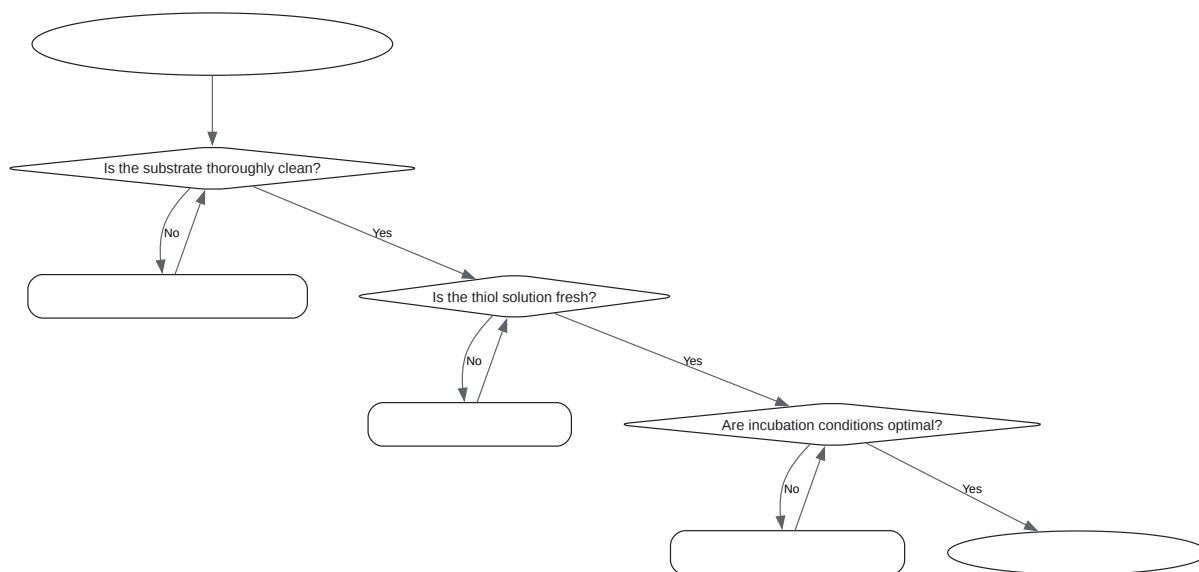 Is the substrate thoroughly clean?
No
Yes
Is the thiol solution fresh?
No
Yes
Are incubation conditions optimal?
No
Yes